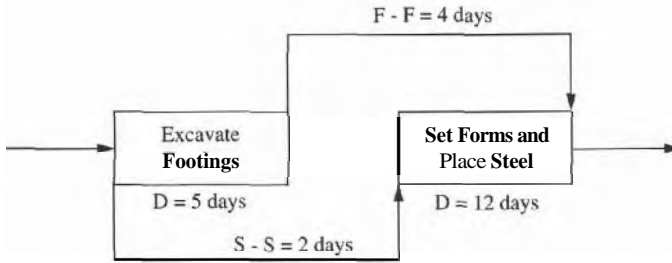 F - F = 4 days
Excavate
Footings
Set Forms and
Place Steel
D = 5 days
D = 12 days
S - S = 2 days